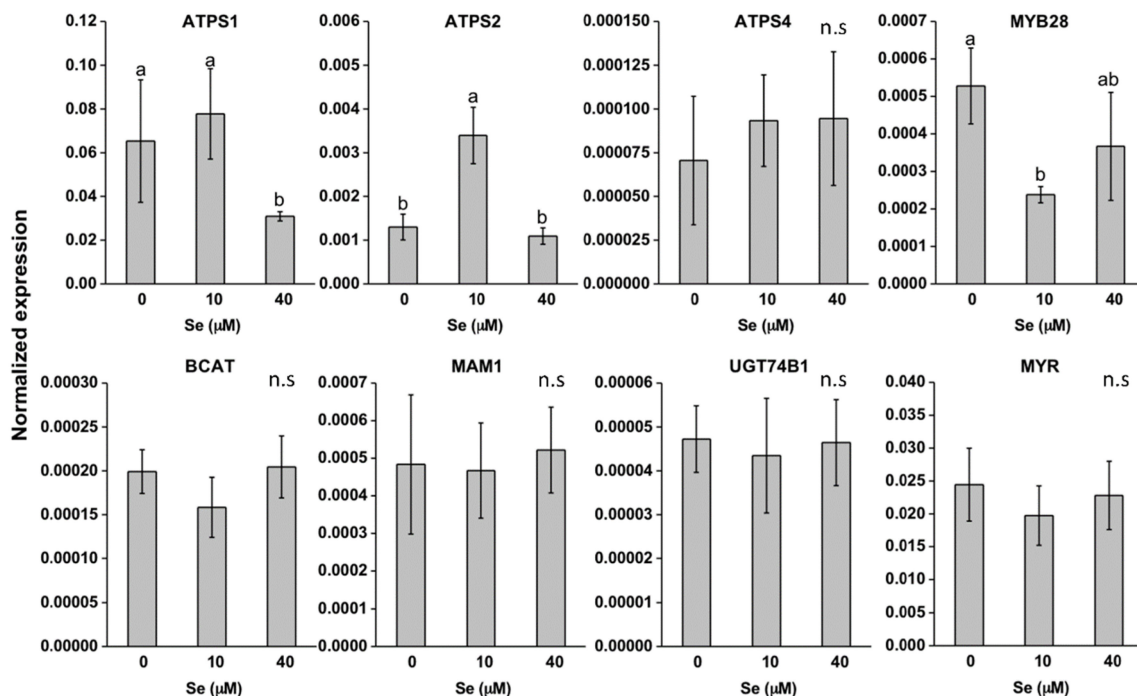 Normalized expression
ATPS1
0.12
0.10
0.08
0.06
0.04
0.02
0.00
a
a
b
0
10
40
Se (μM)
ATPS2
0.006
0.005
0.004
0.003
0.002
0.001
0.000
b
a
b
0
10
40
Se (μM)
ATPS4
0.000150
0.000125
0.000100
0.000075
0.000050
0.000025
0.000000
n.s
0
10
40
Se (μM)
MYB28
0.0007
0.0006
0.0005
0.0004
0.0003
0.0002
0.0001
0.0000
a
b
ab
0
10
40
Se (μM)
BCAT
0.00030
0.00025
0.00020
0.00015
0.00010
0.00005
0.00000
n.s
0
10
40
Se (μM)
MAM1
0.0007
0.0006
0.0005
0.0004
0.0003
0.0002
0.0001
0.0000
n.s
0
10
40
Se (μM)
UGT74B1
0.00006
0.00005
0.00004
0.00003
0.00002
0.00001
0.00000
n.s
0
10
40
Se (μM)
MYR
0.040
0.035
0.030
0.025
0.020
0.015
0.010
0.005
0.000
n.s
0
10
40
Se (μM)